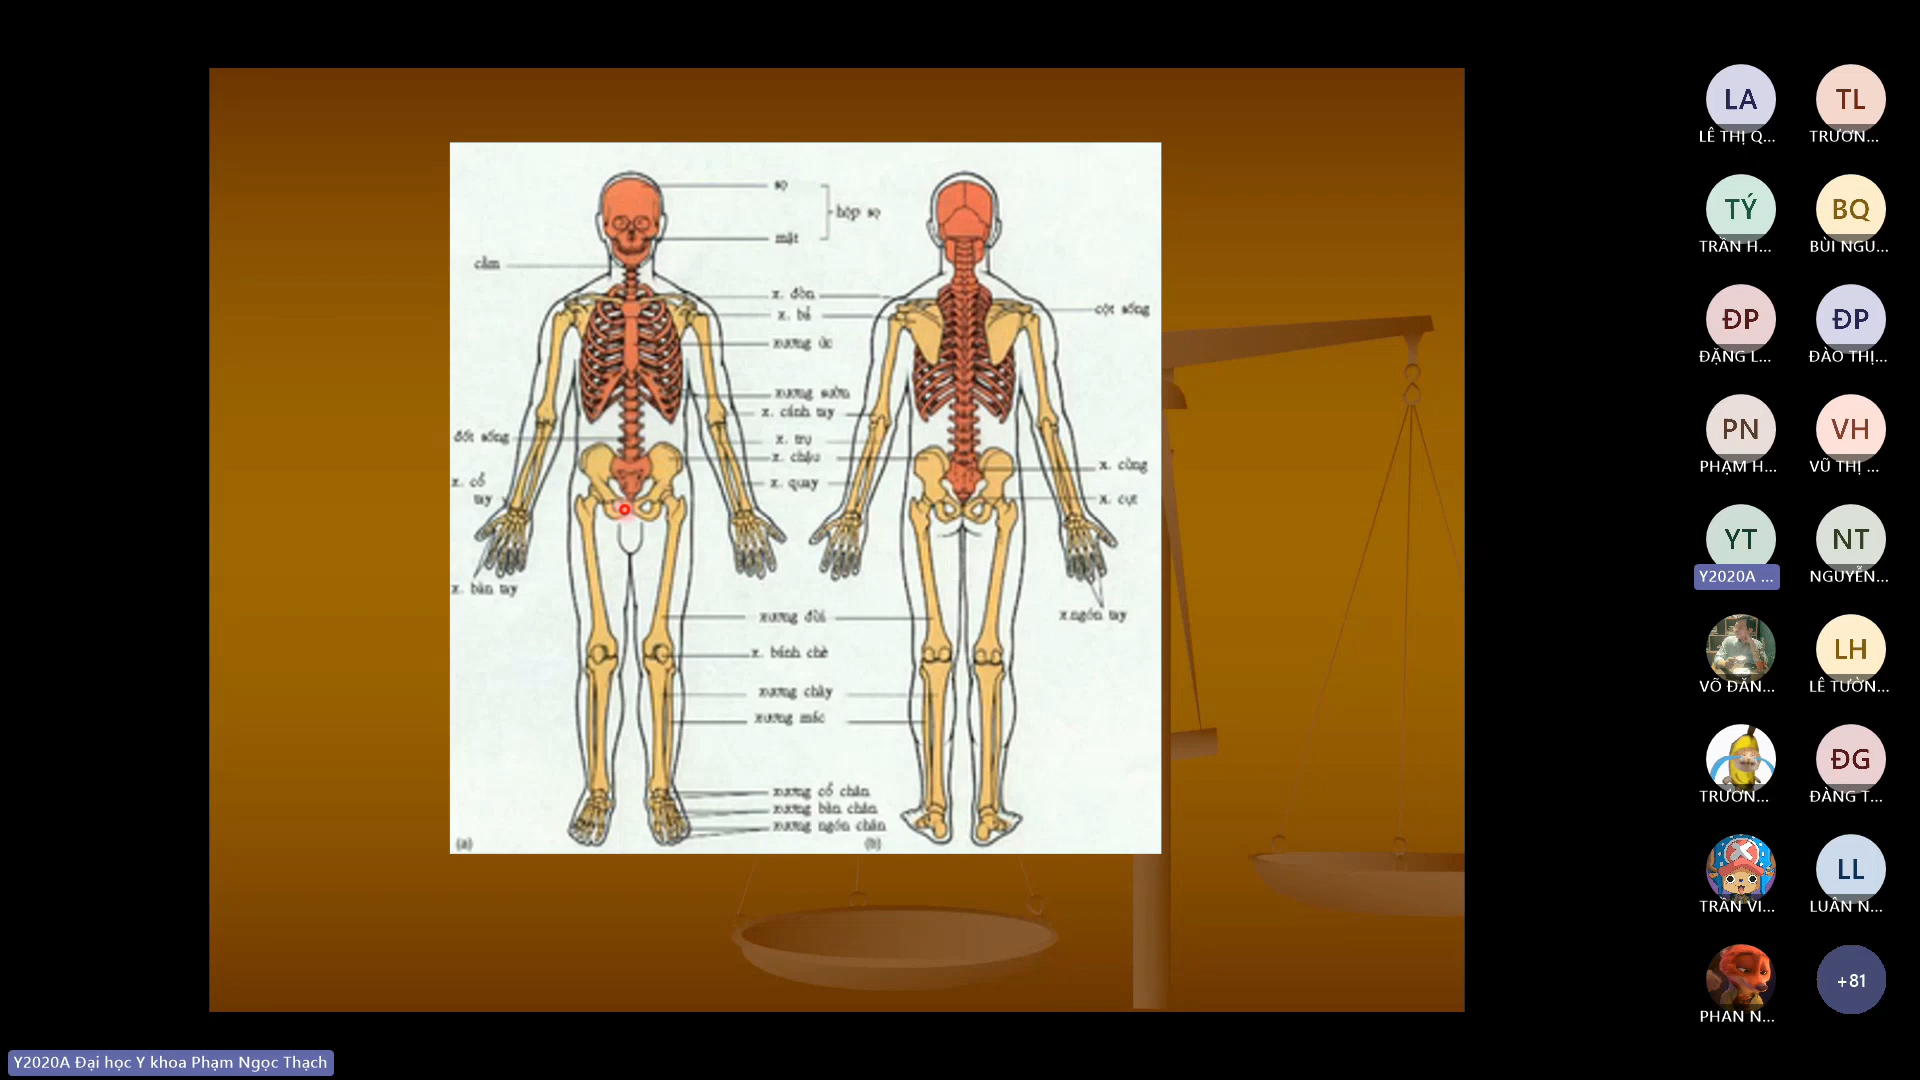 sọ
hộp sọ
mặt
cằm
x. đòn
x. bả
cột sống
xương ức
xương sườn
x. cánh tay
đốt sống
x. trụ
x. chậu
x. cùng
x. cổ
tay
x. quay
x. cụt
x. bàn tay
x.ngón tay
xương đùi
x. bánh chè
xương chày
xương mác
xương cổ chân
xương bàn chân
xương ngón chân
(a)
(b)
LA
LÊ THỊ Q...
TL
TRƯƠN...
TÝ
TRẦN H...
BQ
BÙI NGU...
ĐP
ĐẶNG L...
ĐP
ĐÀO THỊ...
PN
PHẠM H...
VH
VŨ THỊ ...
YT
Y2020A ...
NT
NGUYỄN...
VÕ ĐĂN...
LH
LÊ TƯỜN...
TRƯƠN...
ĐG
ĐÀNG T...
TRẦN VI...
LL
LUÂN N...
PHAN N...
+81
Y2020A Đại học Y khoa Phạm Ngọc Thạch